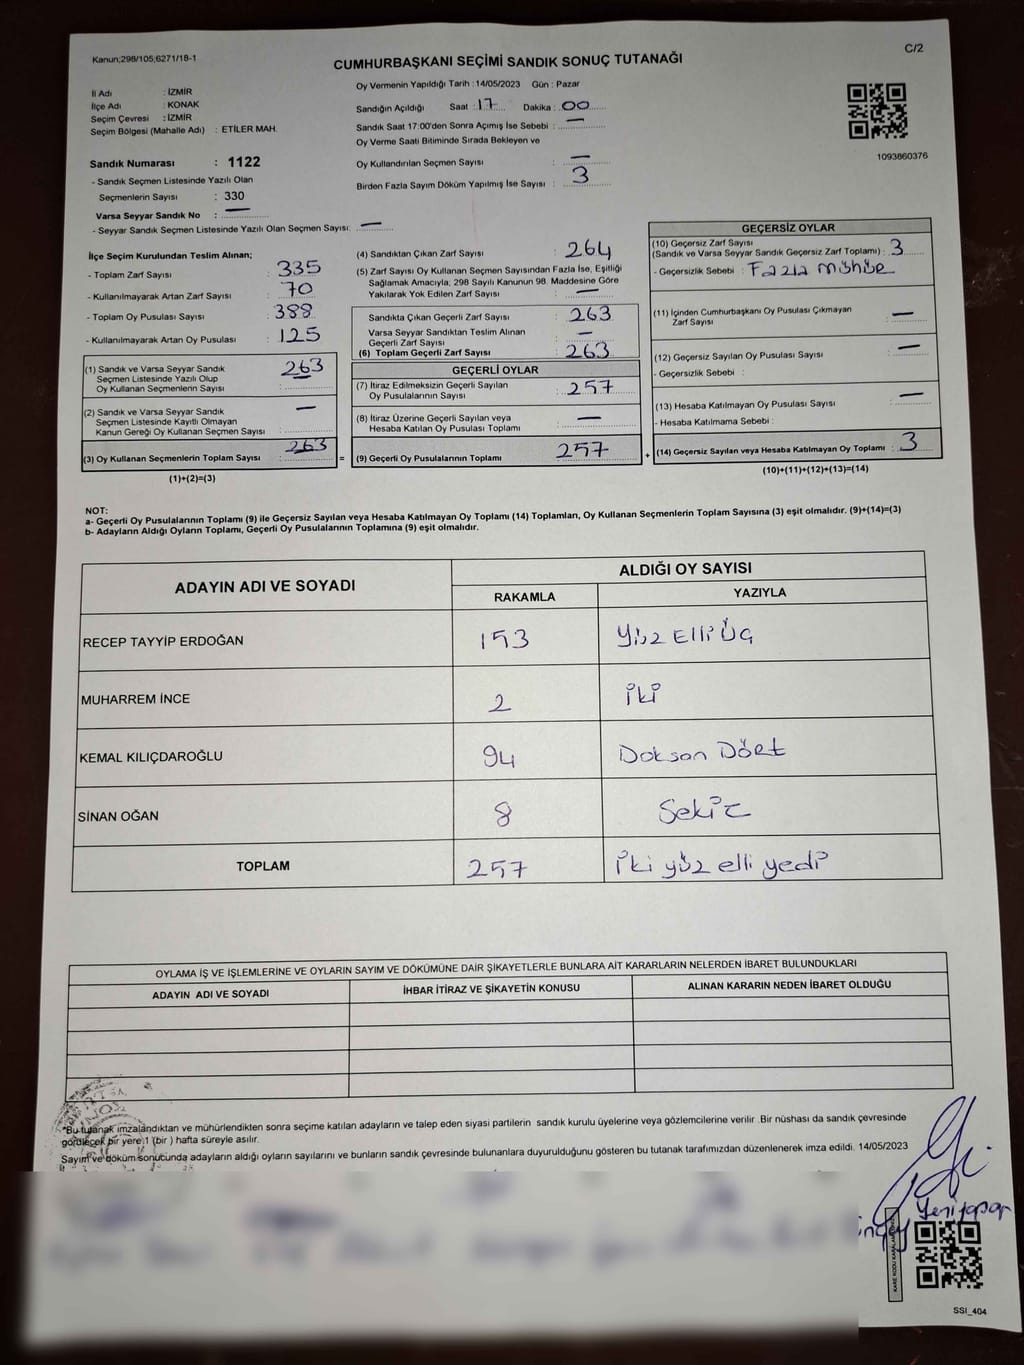 Kanun;298/105;6271/18-1
C/2
CUMHURBAŞKANI SEÇİMİ SANDIK SONUÇ TUTANAĞI
İl Adı : İZMİR
İlçe Adı : KONAK
Seçim Çevresi : İZMİR
Seçim Bölgesi (Mahalle Adı) : ETİLER MAH.
Sandık Numarası : 1122
- Sandık Seçmen Listesinde Yazılı Olan
Seçmenlerin Sayısı : 330
Varsa Seyyar Sandık No : —
- Seyyar Sandık Seçmen Listesinde Yazılı Olan Seçmen Sayısı: —
Oy Vermenin Yapıldığı Tarih : 14/05/2023 Gün : Pazar
Sandığın Açıldığı Saat : 17 Dakika : 00
Sandık Saat 17:00'den Sonra Açımış İse Sebebi : —
Oy Verme Saati Bitiminde Sırada Bekleyen ve
Oy Kullandırılan Seçmen Sayısı : —
Birden Fazla Sayım Döküm Yapılmış İse Sayısı : 3
1093860376
İlçe Seçim Kurulundan Teslim Alınan;
- Toplam Zarf Sayısı : 335
- Kullanılmayarak Artan Zarf Sayısı : 70
- Toplam Oy Pusulası Sayısı : 388
- Kullanılmayarak Artan Oy Pusulası : 125
(1) Sandık ve Varsa Seyyar Sandık
Seçmen Listesinde Yazılı Olup
Oy Kullanan Seçmenlerin Sayısı : 263
(2) Sandık ve Varsa Seyyar Sandık
Seçmen Listesinde Kayıtlı Olmayan
Kanun Gereği Oy Kullanan Seçmen Sayısı : —
(3) Oy Kullanan Seçmenlerin Toplam Sayısı : 263
(1)+(2)=(3)
=
(4) Sandıktan Çıkan Zarf Sayısı : 264
(5) Zarf Sayısı Oy Kullanan Seçmen Sayısından Fazla İse, Eşitliği
Sağlamak Amacıyla; 298 Sayılı Kanunun 98. Maddesine Göre
Yakılarak Yok Edilen Zarf Sayısı : —
Sandıkta Çıkan Geçerli Zarf Sayısı : 263
Varsa Seyyar Sandıktan Teslim Alınan
Geçerli Zarf Sayısı : —
(6) Toplam Geçerli Zarf Sayısı : 263
GEÇERLİ OYLAR
(7) İtiraz Edilmeksizin Geçerli Sayılan
Oy Pusulalarının Sayısı : 257
(8) İtiraz Üzerine Geçerli Sayılan veya
Hesaba Katılan Oy Pusulası Toplamı : —
(9) Geçerli Oy Pusulalarının Toplamı : 257
+
GEÇERSİZ OYLAR
(10) Geçersiz Zarf Sayısı
(Sandık ve Varsa Seyyar Sandık Geçersiz Zarf Toplamı) : 3
- Geçersizlik Sebebi : Fazla mühür
(11) İçinden Cumhurbaşkanı Oy Pusulası Çıkmayan
Zarf Sayısı : —
(12) Geçersiz Sayılan Oy Pusulası Sayısı : —
- Geçersizlik Sebebi :
(13) Hesaba Katılmayan Oy Pusulası Sayısı : —
- Hesaba Katılmama Sebebi :
(14) Geçersiz Sayılan veya Hesaba Katılmayan Oy Toplamı : 3
(10)+(11)+(12)+(13)=(14)
NOT:
a- Geçerli Oy Pusulalarının Toplamı (9) ile Geçersiz Sayılan veya Hesaba Katılmayan Oy Toplamı (14) Toplamları, Oy Kullanan Seçmenlerin Toplam Sayısına (3) eşit olmalıdır. (9)+(14)=(3)
b- Adayların Aldığı Oyların Toplamı, Geçerli Oy Pusulalarının Toplamına (9) eşit olmalıdır.
ADAYIN ADI VE SOYADI ALDIĞI OY SAYISI
RAKAMLA YAZIYLA
RECEP TAYYİP ERDOĞAN 153 Yüz Elli Üç
MUHARREM İNCE 2 İki
KEMAL KILIÇDAROĞLU 94 Doksan Dört
SİNAN OĞAN 8 Sekiz
TOPLAM 257 İki yüz elli yedi
OYLAMA İŞ VE İŞLEMLERİNE VE OYLARIN SAYIM VE DÖKÜMÜNE DAİR ŞİKAYETLERLE BUNLARA AİT KARARLARIN NELERDEN İBARET BULUNDUKLARI
ADAYIN ADI VE SOYADI İHBAR İTİRAZ VE ŞİKAYETİN KONUSU ALINAN KARARIN NEDEN İBARET OLDUĞU
*Bu tutanak imzalandıktan ve mühürlendikten sonra seçime katılan adayların ve talep eden siyasi partilerin sandık kurulu üyelerine veya gözlemcilerine verilir. Bir nüshası da sandık çevresinde
görülecek bir yere 1 (bir) hafta süreyle asılır.
Sayım ve döküm sonucunda adayların aldığı oyların sayılarını ve bunların sandık çevresinde bulunanlara duyurulduğunu gösteren bu tutanak tarafımızdan düzenlenerek imza edildi. 14/05/2023
SSI_404